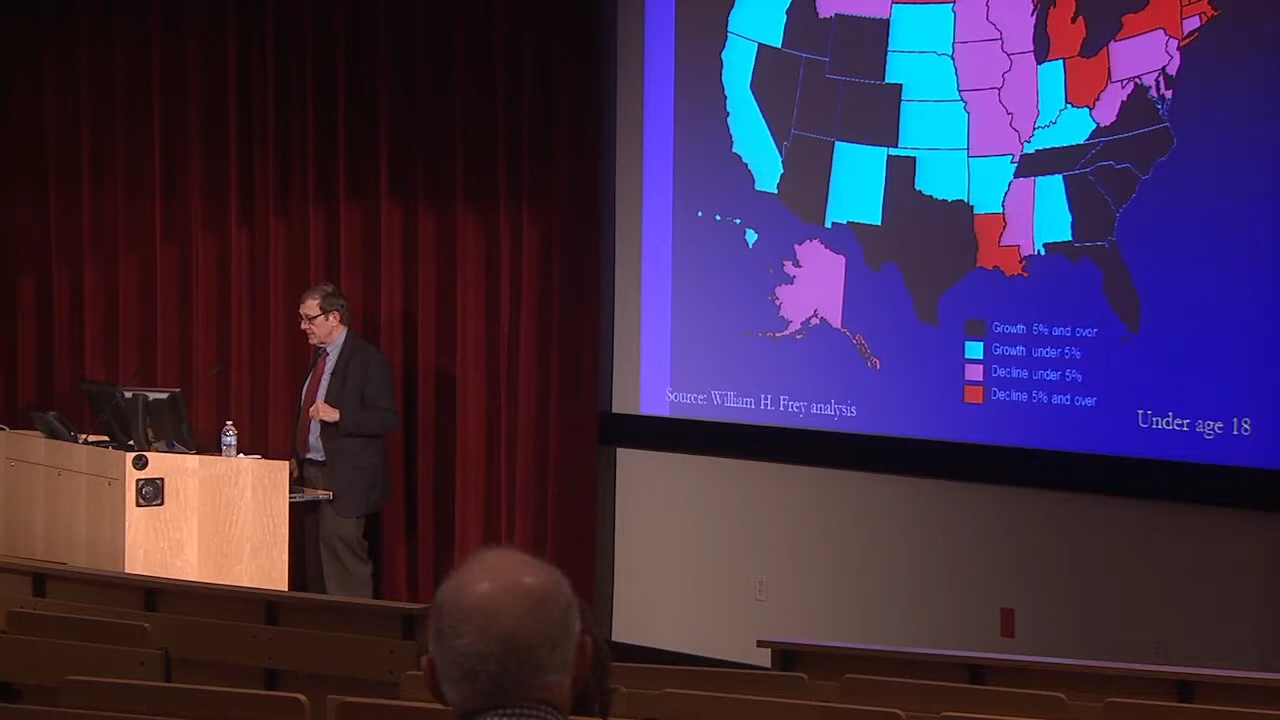 Growth 5% and over
Growth under 5%
Decline under 5%
Decline 5% and over
Source: William H. Frey analysis
Under age 18